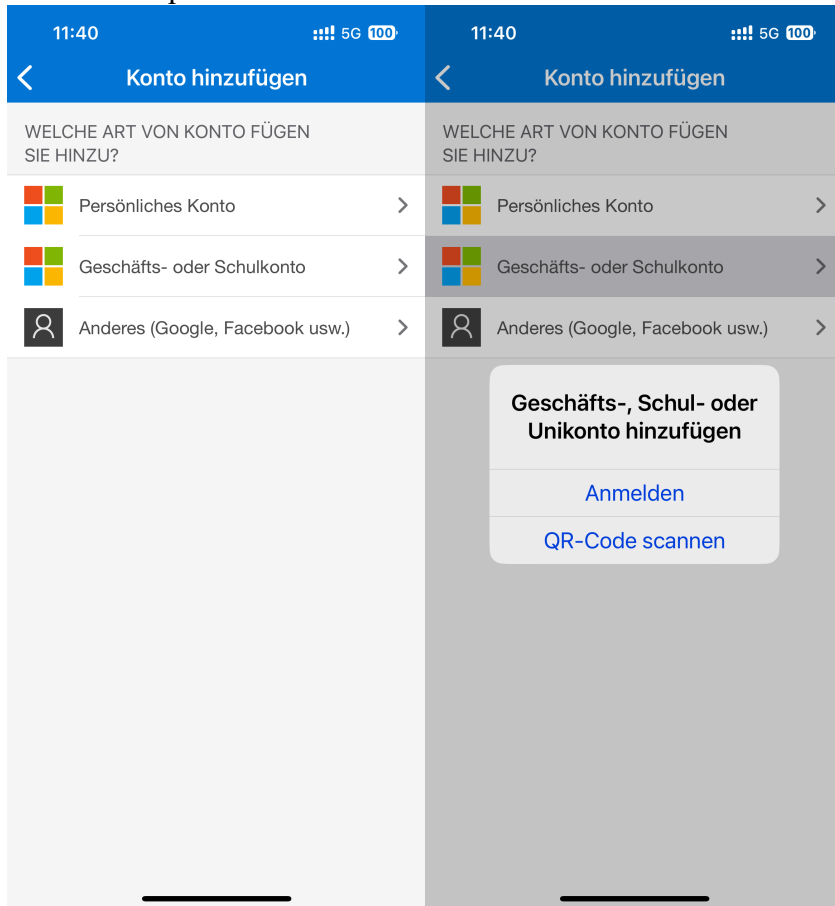 11:40 5G 100
Konto hinzufügen
WELCHE ART VON KONTO FÜGEN
SIE HINZU?
Persönliches Konto
Geschäfts- oder Schulkonto
Anderes (Google, Facebook usw.)
11:40 5G 100
Konto hinzufügen
WELCHE ART VON KONTO FÜGEN
SIE HINZU?
Persönliches Konto
Geschäfts- oder Schulkonto
Anderes (Google, Facebook usw.)
Geschäfts-, Schul- oder
Unikonto hinzufügen
Anmelden
QR-Code scannen